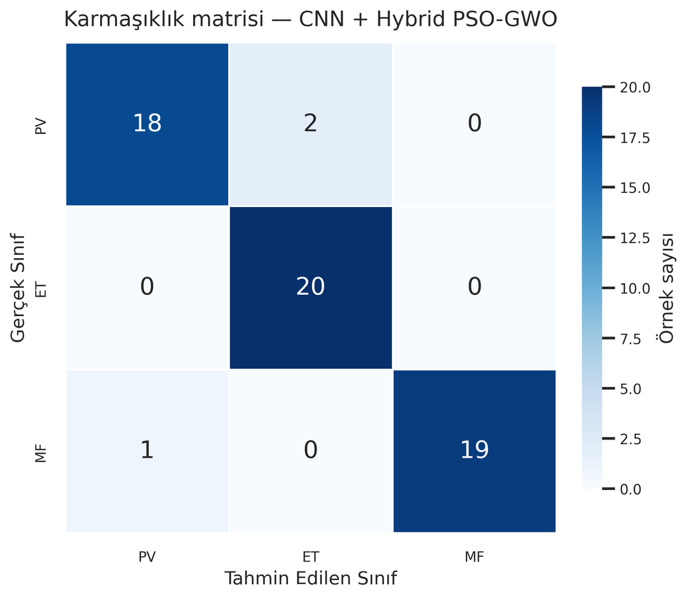 Karmaşıklık matrisi — CNN + Hybrid PSO-GWO
Gerçek Sınıf
PV
18
2
0
ET
0
20
0
MF
1
0
19
PV
ET
MF
Tahmin Edilen Sınıf
20.0
17.5
15.0
12.5
10.0
7.5
5.0
2.5
0.0
Örnek sayısı